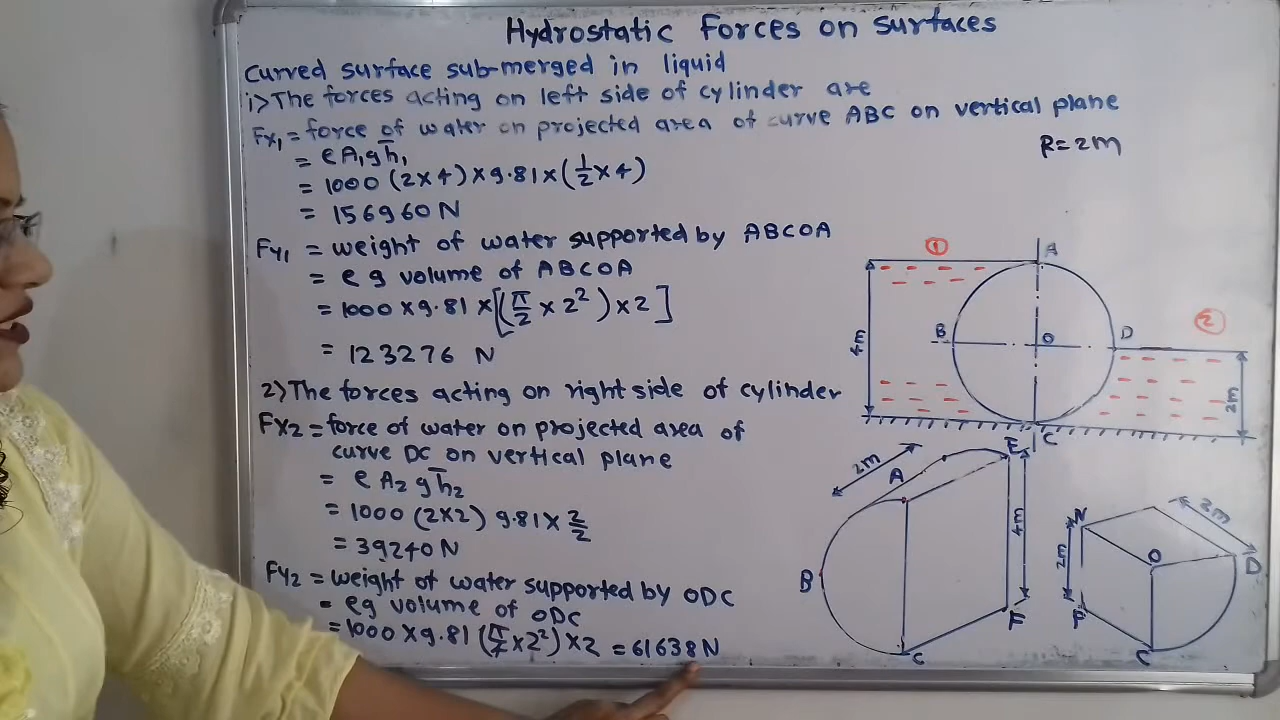 Hydrostatic Forces on surfaces
Curved surface sub-merged in liquid
1> The forces acting on left side of cylinder are
Fx1 = force of water on projected area of curve ABC on vertical plane
= ρA1gh̄1
= 1000 (2×4)×9.81×(1/2×4)
= 156960 N
Fy1 = weight of water supported by ABCOA
= ρg volume of ABCOA
= 1000×9.81×[(π/2×2²)×2]
= 123276 N
2) The forces acting on right side of cylinder
Fx2 = force of water on projected area of
curve DC on vertical plane
= ρA2gh̄2
= 1000 (2×2) 9.81×2/2
= 39240 N
Fy2 = weight of water supported by ODC
= ρg volume of ODC
= 1000×9.81 (π/4×2²)×2 = 61638 N
R=2m
1
A
B
O
D
2
4m
2m
C
2m
A
E
4m
B
F
C
N
2m
O
D
2m
F
C